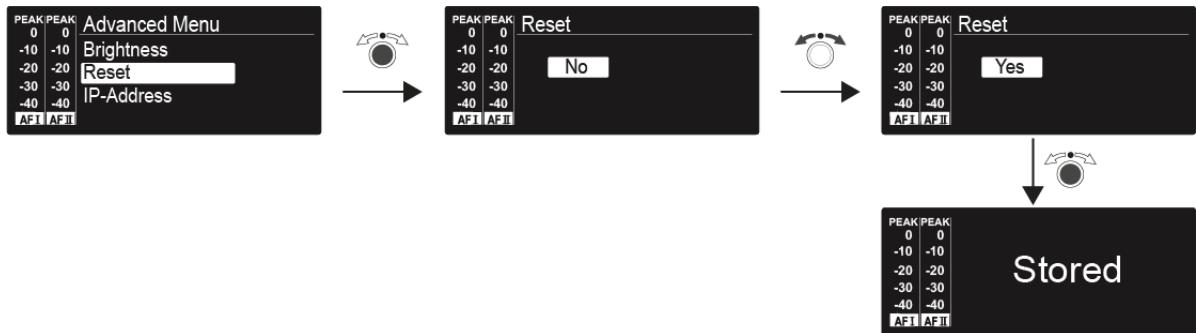 PEAK PEAK Advanced Menu
0 0
-10 -10 Brightness
-20 -20 Reset
-30 -30 IP-Address
-40 -40
AF I AF II
PEAK PEAK Reset
0 0
-10 -10
-20 -20 No
-30 -30
-40 -40
AF I AF II
PEAK PEAK Reset
0 0
-10 -10
-20 -20 Yes
-30 -30
-40 -40
AF I AF II
PEAK PEAK
0 0
-10 -10
-20 -20 Stored
-30 -30
-40 -40
AF I AF II